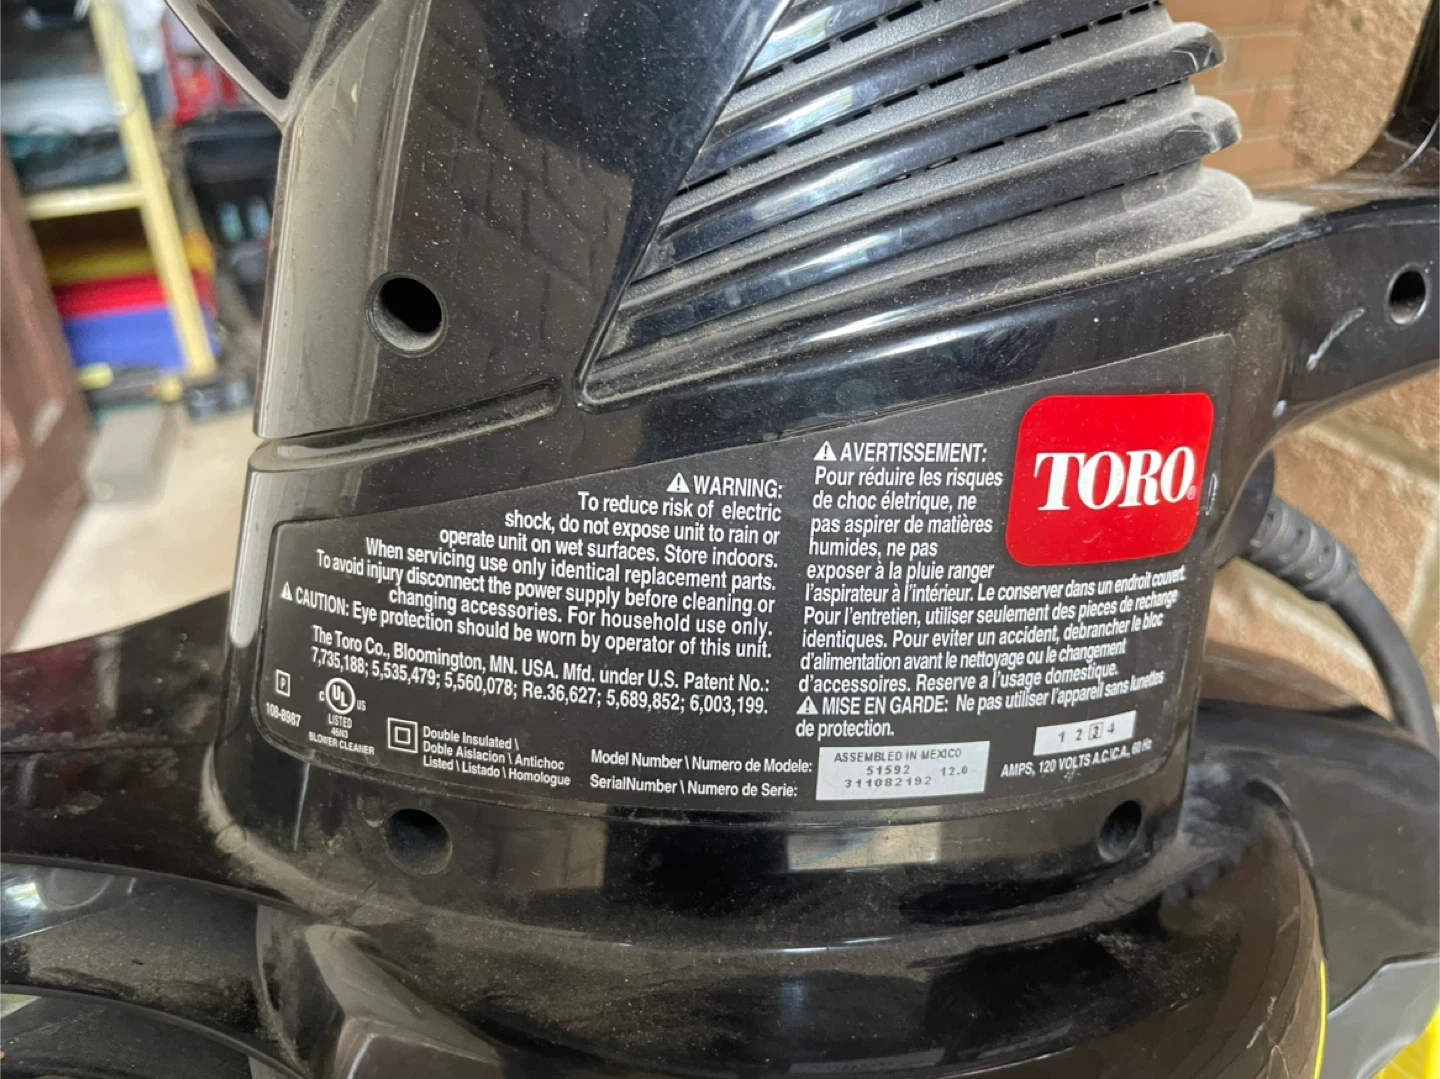 ⚠ WARNING:
To reduce risk of electric
shock, do not expose unit to rain or
operate unit on wet surfaces. Store indoors.
When servicing use only identical replacement parts.
To avoid injury disconnect the power supply before cleaning or
changing accessories. For household use only.
⚠ CAUTION: Eye protection should be worn by operator of this unit.
The Toro Co., Bloomington, MN. USA. Mfd. under U.S. Patent No.:
7,735,188; 5,535,479; 5,560,078; Re.36,627; 5,689,852; 6,003,199.
⚠ AVERTISSEMENT:
Pour réduire les risques
de choc életrique, ne
pas aspirer de matières
humides, ne pas
exposer à la pluie ranger
l'aspirateur à l'intérieur. Le conserver dans un endroit couvert.
Pour l'entretien, utiliser seulement des pieces de rechange
identiques. Pour eviter un accident, debrancher le bloc
d'alimentation avant le nettoyage ou le changement
d'accessoires. Reserve a l'usage domestique.
⚠ MISE EN GARDE: Ne pas utiliser l'appareil sans lunettes
de protection.
TORO®
P
108-8987
C UL US
LISTED
46N3
BLOWER CLEANER
Double Insulated \
Doble Aislacion \ Antichoc
Listed \ Listado \ Homologue
Model Number \ Numero de Modele:
SerialNumber \ Numero de Serie:
ASSEMBLED IN MEXICO
51592 12.0
311082192
1 2 3 4
AMPS, 120 VOLTS A.C./C.A., 60 Hz